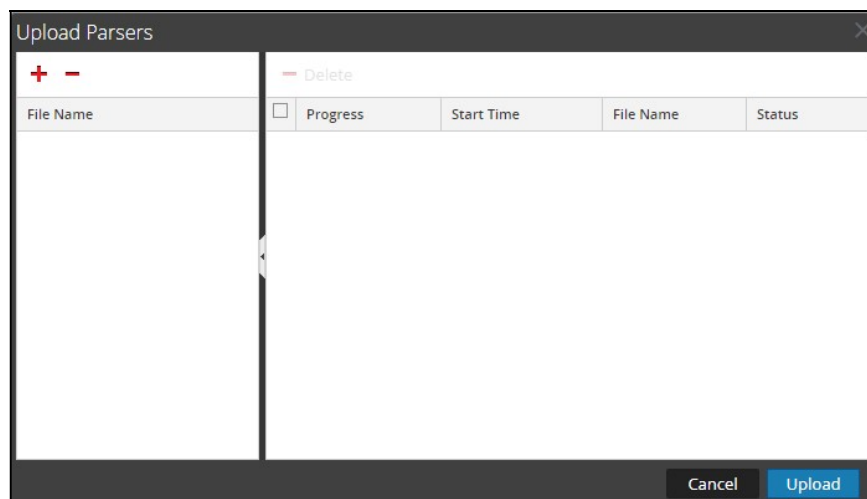 Upload Parsers
Delete
File Name
Progress Start Time File Name Status
Cancel Upload